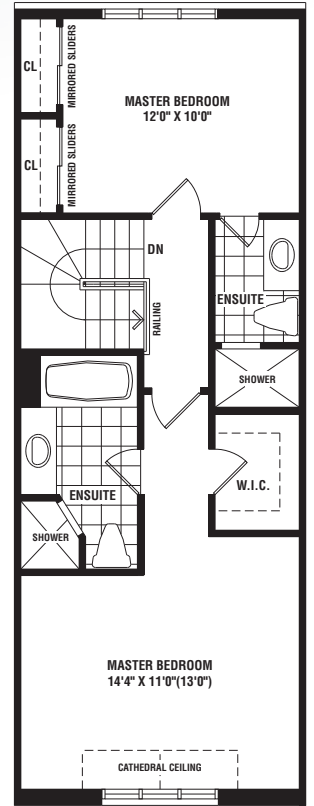 CL
MIRRORED SLIDERS
MASTER BEDROOM
12'0" X 10'0"
CL
MIRRORED SLIDERS
DN
RAILING
ENSUITE
SHOWER
ENSUITE
W.I.C.
SHOWER
MASTER BEDROOM
14'4" X 11'0"(13'0")
CATHEDRAL CEILING